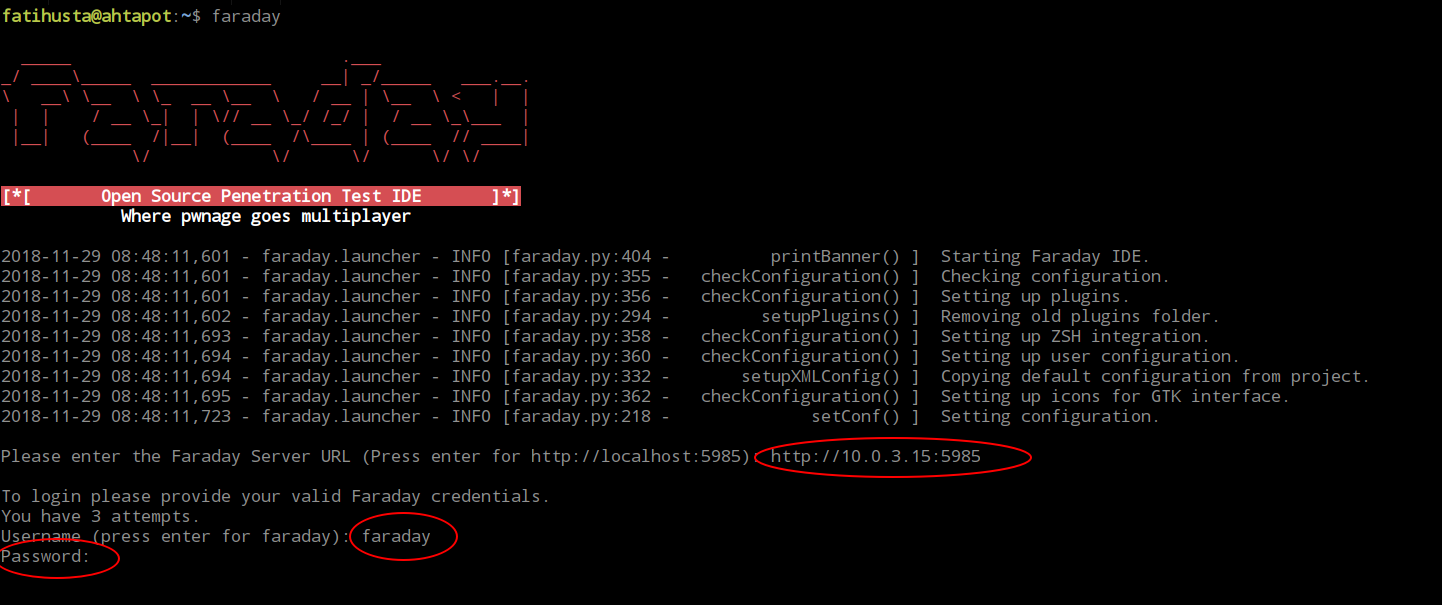 fatihusta@ahtapot:~$ faraday
faraday
[*[       Open Source Penetration Test IDE       ]*]
Where pwnage goes multiplayer
2018-11-29 08:48:11,601 - faraday.launcher - INFO [faraday.py:404 -          printBanner() ]  Starting Faraday IDE.
2018-11-29 08:48:11,601 - faraday.launcher - INFO [faraday.py:355 -   checkConfiguration() ]  Checking configuration.
2018-11-29 08:48:11,601 - faraday.launcher - INFO [faraday.py:356 -   checkConfiguration() ]  Setting up plugins.
2018-11-29 08:48:11,602 - faraday.launcher - INFO [faraday.py:294 -         setupPlugins() ]  Removing old plugins folder.
2018-11-29 08:48:11,693 - faraday.launcher - INFO [faraday.py:358 -   checkConfiguration() ]  Setting up ZSH integration.
2018-11-29 08:48:11,694 - faraday.launcher - INFO [faraday.py:360 -   checkConfiguration() ]  Setting up user configuration.
2018-11-29 08:48:11,694 - faraday.launcher - INFO [faraday.py:332 -       setupXMLConfig() ]  Copying default configuration from project.
2018-11-29 08:48:11,695 - faraday.launcher - INFO [faraday.py:362 -   checkConfiguration() ]  Setting up icons for GTK interface.
2018-11-29 08:48:11,723 - faraday.launcher - INFO [faraday.py:218 -              setConf() ]  Setting configuration.
Please enter the Faraday Server URL (Press enter for http://localhost:5985): http://10.0.3.15:5985
To login please provide your valid Faraday credentials.
You have 3 attempts.
Username (press enter for faraday): faraday
Password: